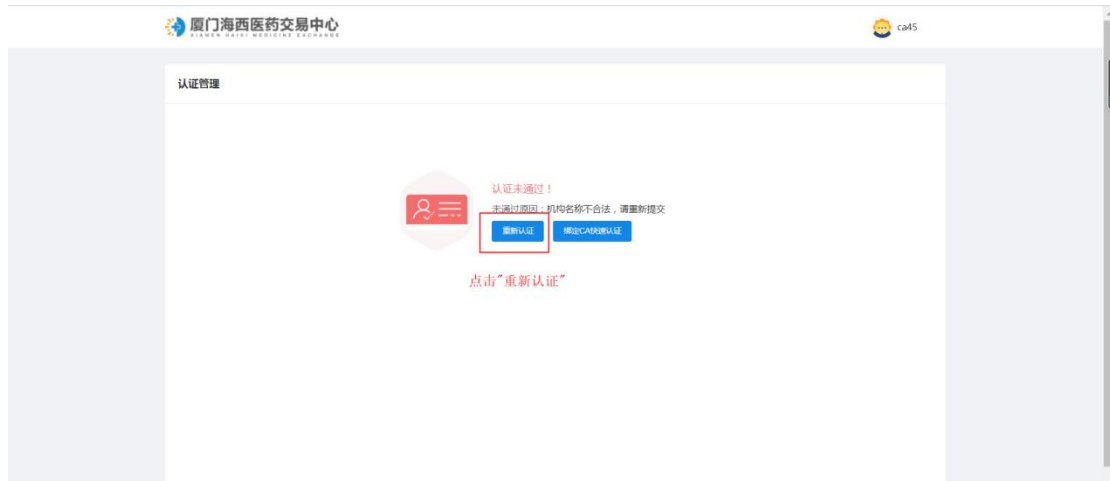 厦门海西医药交易中心
XIAMEN HAIXI MEDICINE EXCHANGE
ca45
认证管理
认证未通过！
未通过原因：机构名称不合法，请重新提交
重新认证
绑定CA快速认证
点击"重新认证"